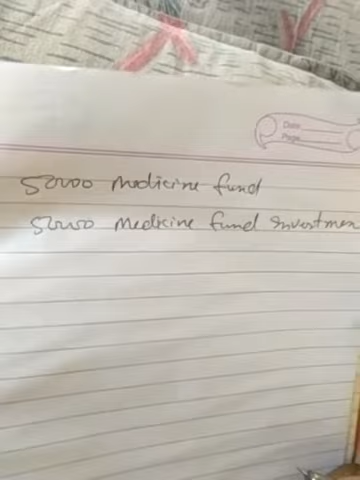 Date
Page
50000 medicine fund
50000 Medicine fund investmen